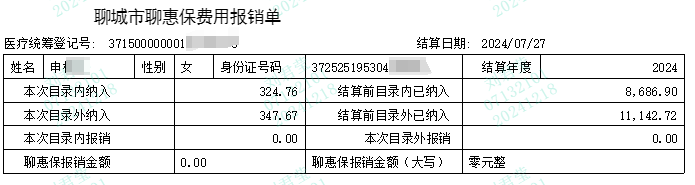 聊城市聊惠保费用报销单
医疗统筹登记号: 371500000001 结算日期: 2024/07/27
姓名 申 性别 女 身份证号码 372525195304 结算年度 2024
本次目录内纳入 324.76 结算前目录内已纳入 8,686.90
本次目录外纳入 347.67 结算前目录外已纳入 11,142.72
本次目录内报销 0.00 本次目录外报销 0.00
聊惠保报销金额 0.00 聊惠保报销金额（大写） 零元整